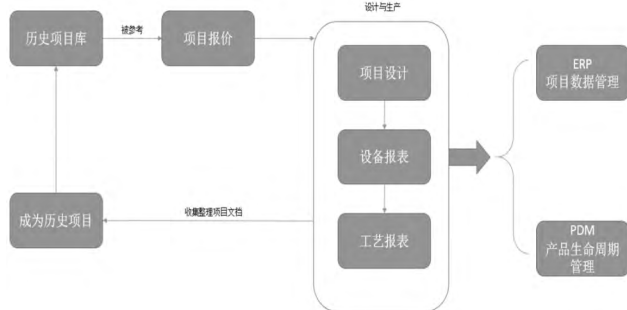 设计与生产
历史项目库
被参考
项目报价
项目设计
ERP
项目数据管理
设备报表
成为历史项目
收集整理项目文档
工艺报表
PDM
产品生命周期
管理